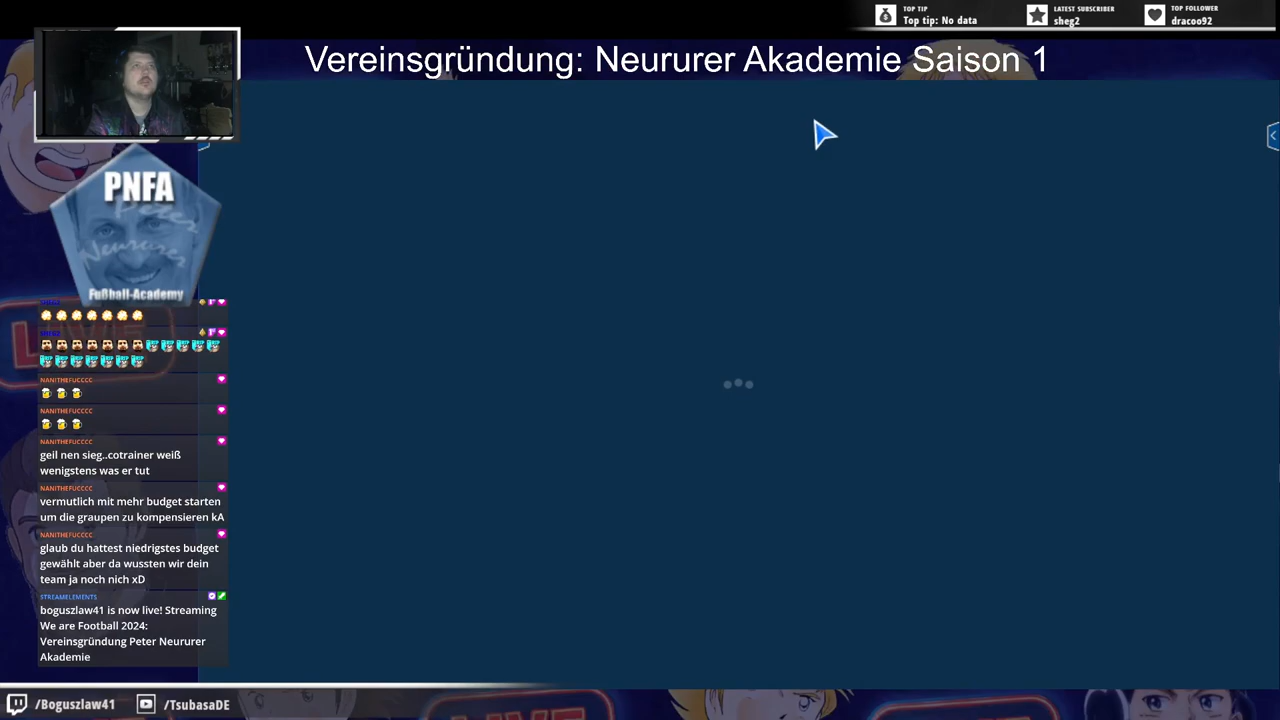 TOP TIP
Top tip: No data
LATEST SUBSCRIBER
sheg2
TOP FOLLOWER
dracoo92
Vereinsgründung: Neururer Akademie Saison 1
PNFA
Peter
Neururer
Fußball-Academy
LIVE
NANITHEFUCCCC
NANITHEFUCCCC
NANITHEFUCCCC
geil nen sieg..cotrainer weiß
wenigstens was er tut
NANITHEFUCCCC
vermutlich mit mehr budget starten
um die graupen zu kompensieren kA
NANITHEFUCCCC
glaub du hattest niedrigstes budget
gewählt aber da wussten wir dein
team ja noch nich xD
STREAMELEMENTS
boguszlaw41 is now live! Streaming
We are Football 2024:
Vereinsgründung Peter Neururer
Akademie
/Boguszlaw41
/TsubasaDE